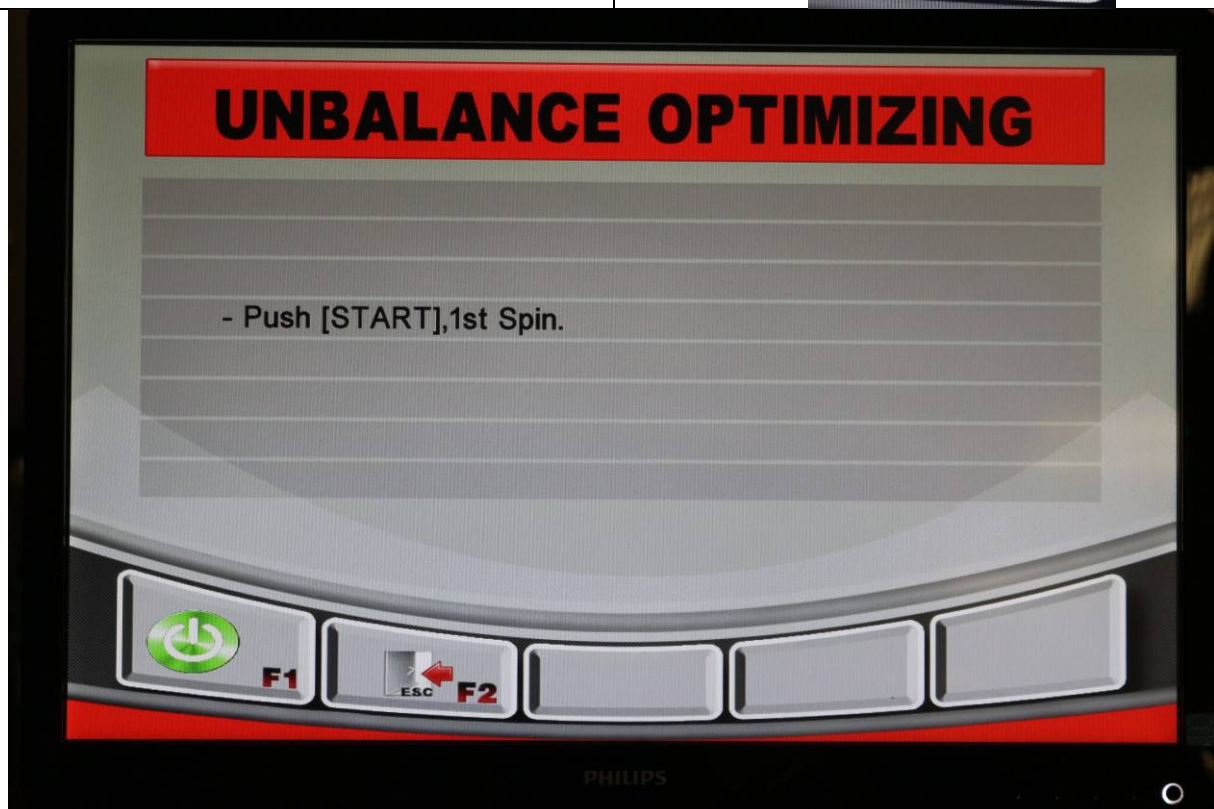 UNBALANCE OPTIMIZING
- Push [START],1st Spin.
F1
ESC F2
PHILIPS